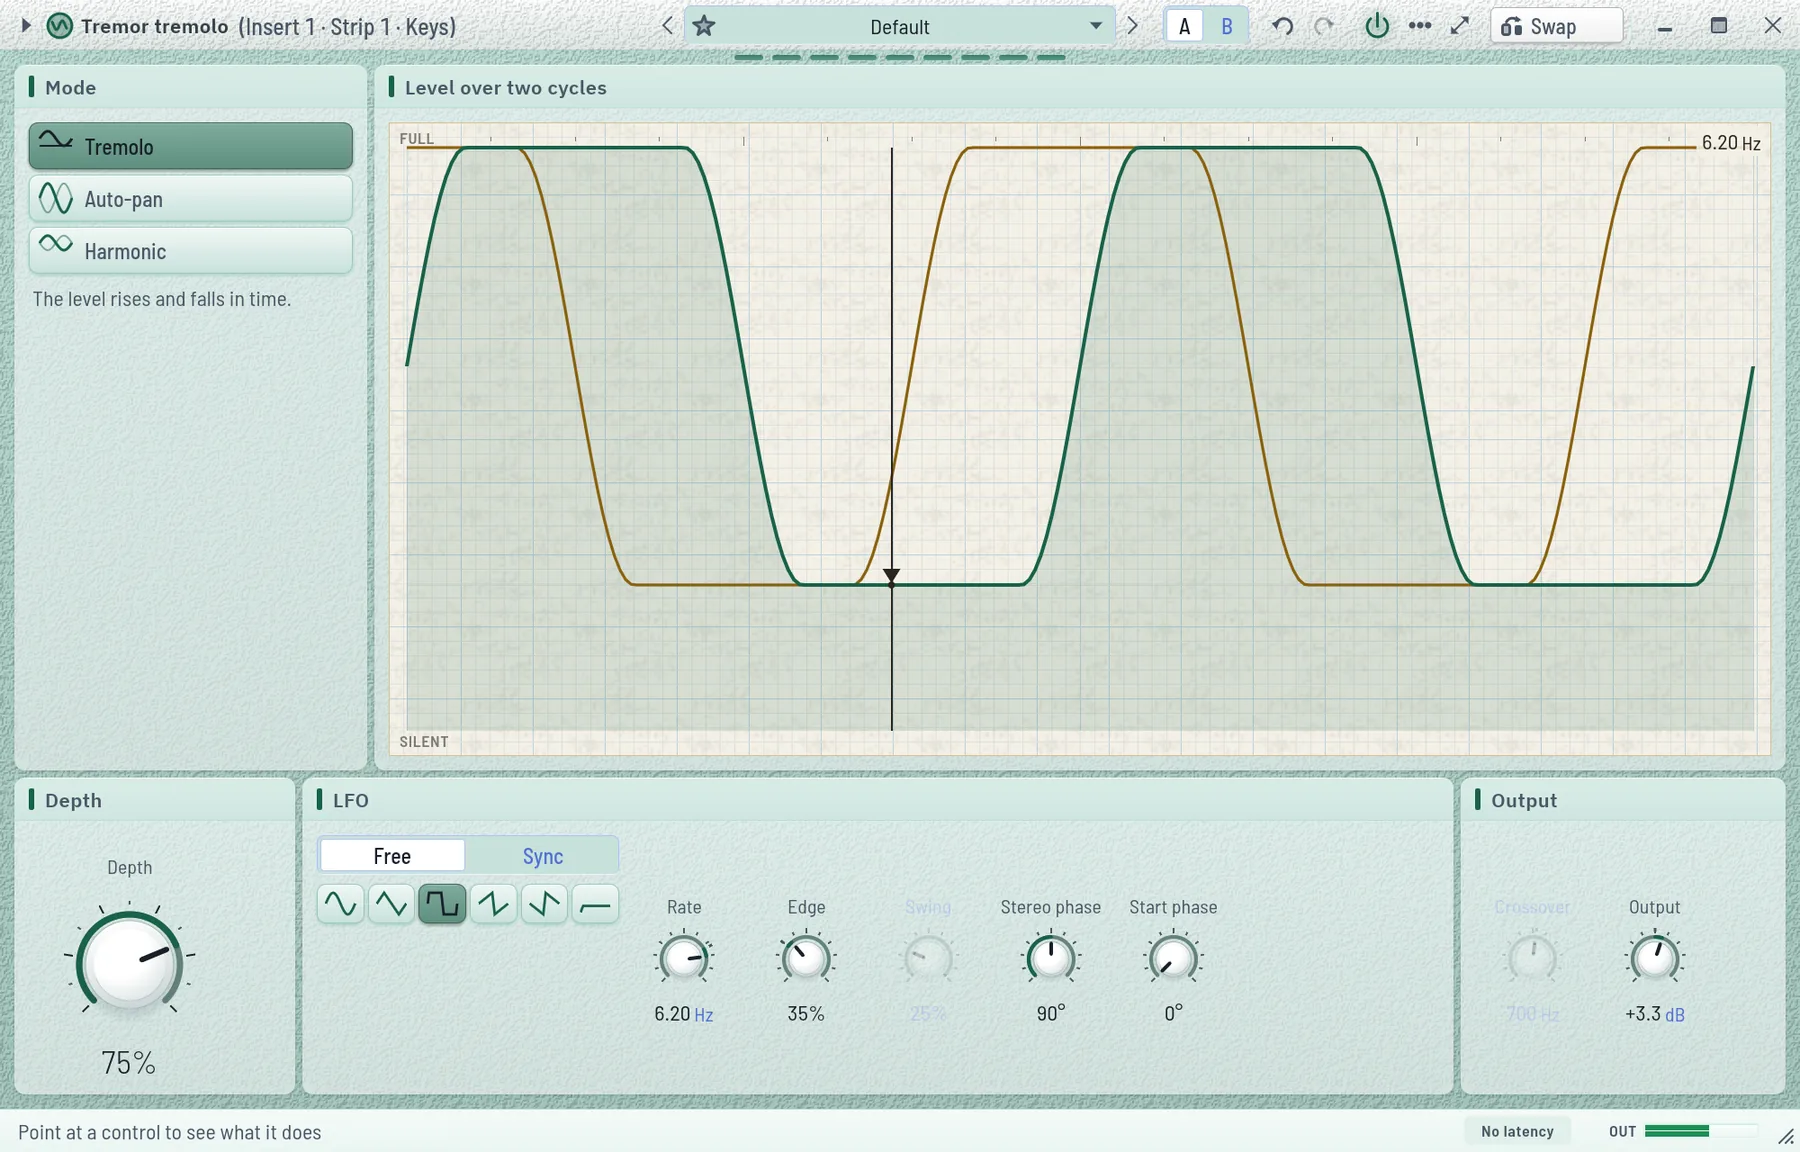 Tremor tremolo (Insert 1 · Strip 1 · Keys)
Default
A B
Swap
Mode
Tremolo
Auto-pan
Harmonic
The level rises and falls in time.
Level over two cycles
FULL
6.20 Hz
SILENT
Depth
Depth
75%
LFO
Free Sync
Rate Edge Swing Stereo phase Start phase
6.20 Hz 35% 25% 90° 0°
Output
Crossover Output
700 Hz +3.3 dB
Point at a control to see what it does
No latency OUT